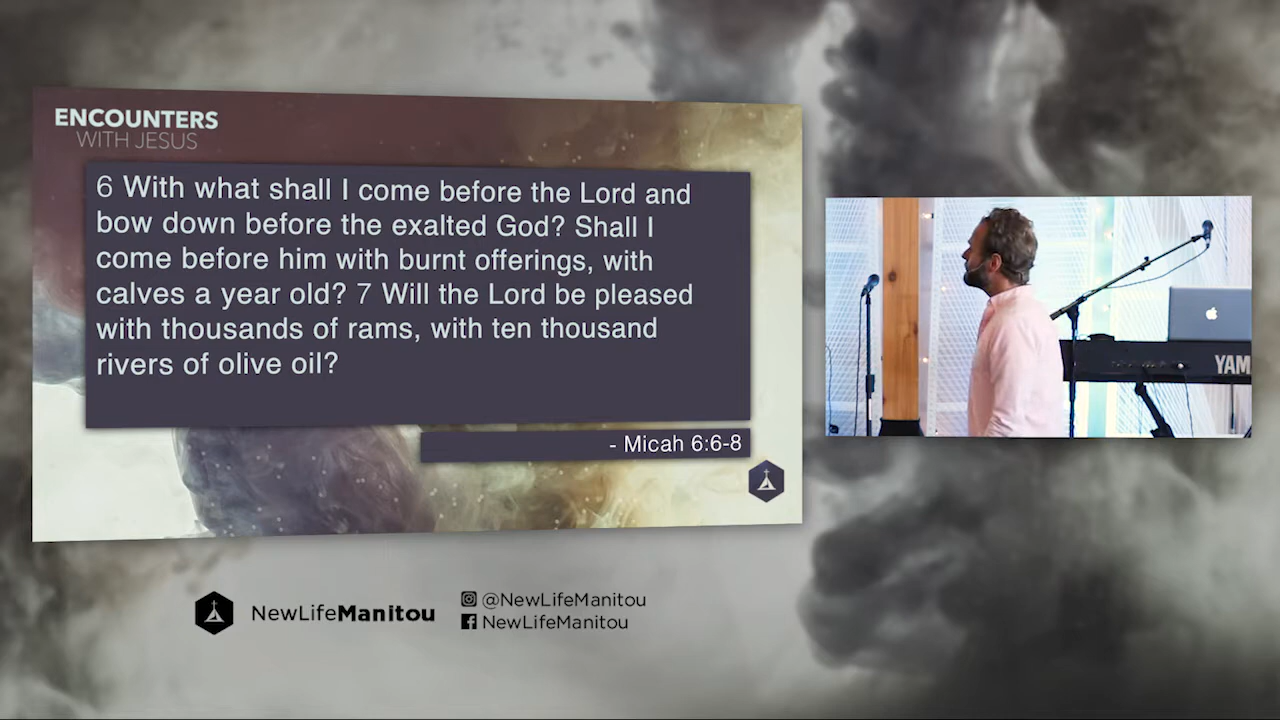 ENCOUNTERS
WITH JESUS
6 With what shall I come before the Lord and
bow down before the exalted God? Shall I
come before him with burnt offerings, with
calves a year old? 7 Will the Lord be pleased
with thousands of rams, with ten thousand
rivers of olive oil?
- Micah 6:6-8
YAM
NewLifeManitou
@NewLifeManitou
NewLifeManitou